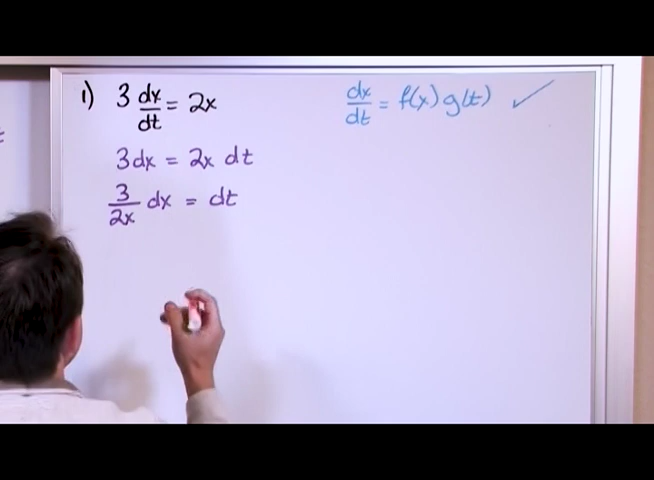 1) 3 dx/dt = 2x
dx/dt = f(x) g(t) ✓
3dx = 2x dt
3/2x dx = dt
t